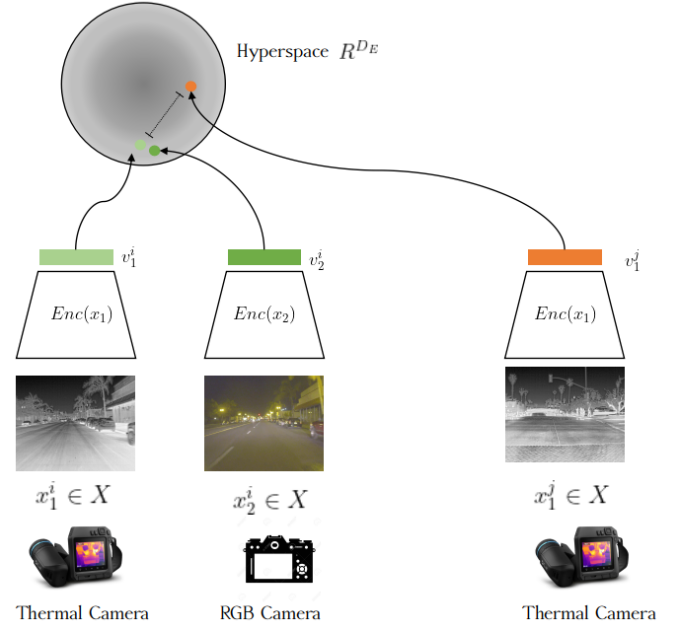 Hyperspace $R^{D_E}$
$v_1^i$
$v_2^i$
$v_1^j$
$Enc(x_1)$
$Enc(x_2)$
$Enc(x_1)$
$x_1^i \in X$
$x_2^i \in X$
$x_1^j \in X$
Thermal Camera
RGB Camera
Thermal Camera